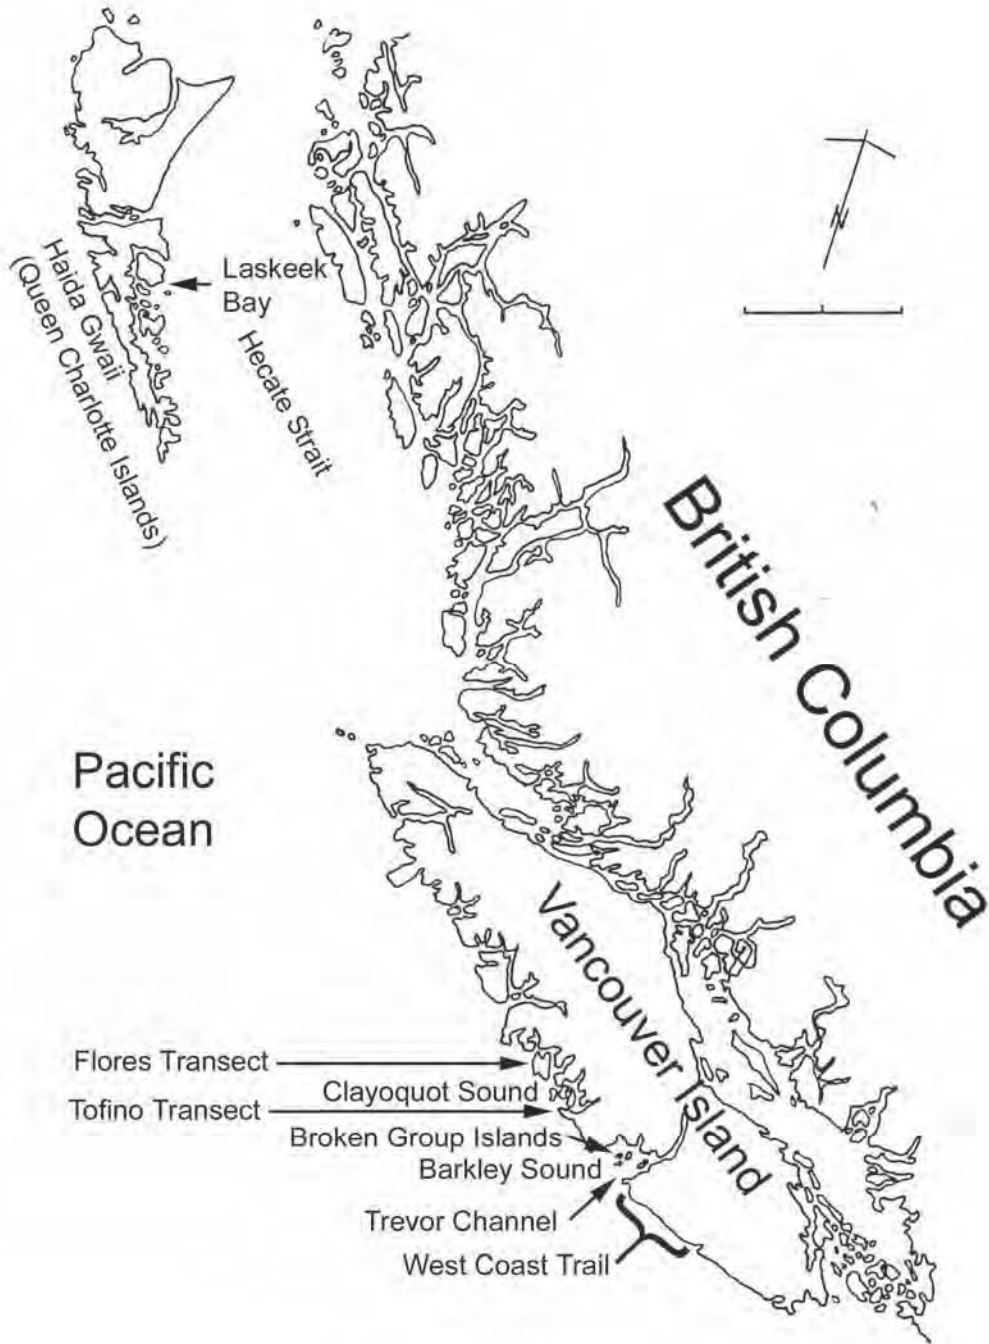 Laskeek
Bay
Haida Gwaii
(Queen Charlotte Islands)
Hecate Strait
N
British Columbia
Pacific
Ocean
Vancouver Island
Flores Transect
Clayoquot Sound
Tofino Transect
Broken Group Islands
Barkley Sound
Trevor Channel
West Coast Trail